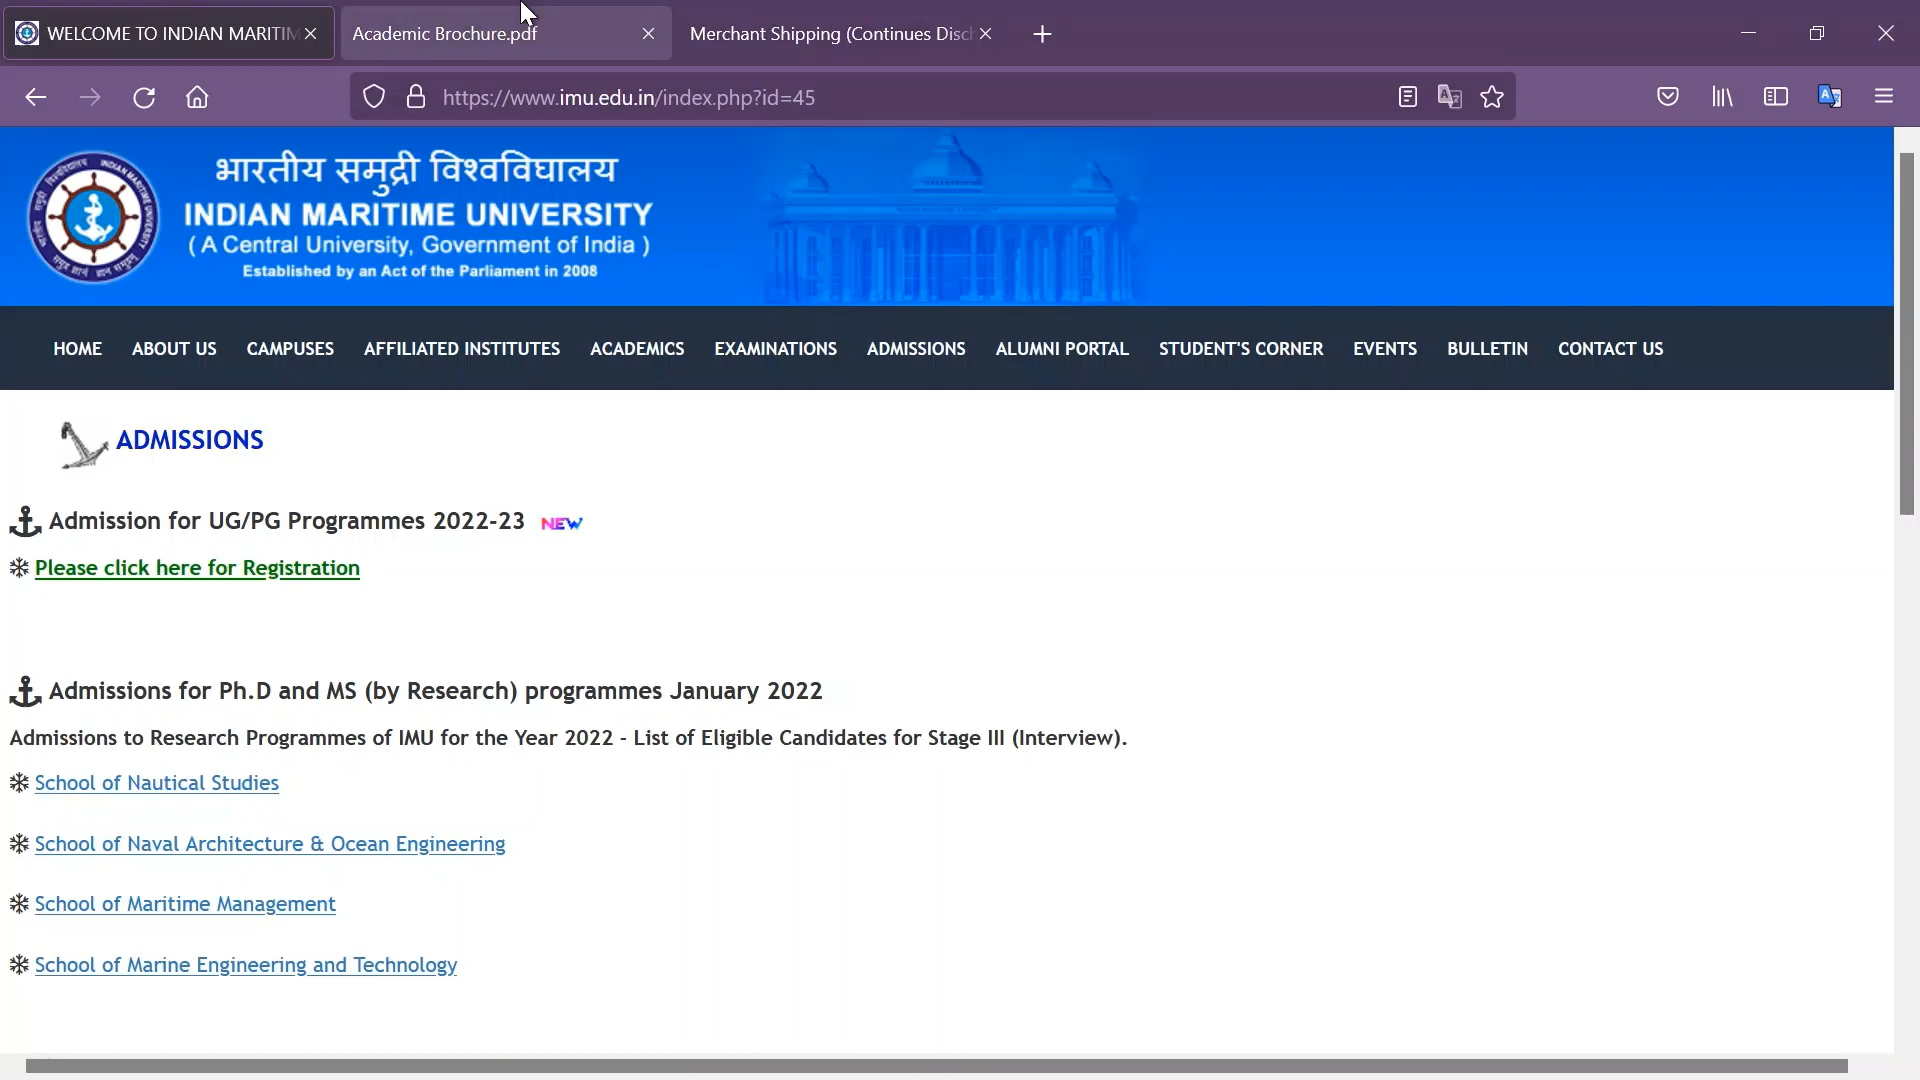 WELCOME TO INDIAN MARITIM
Academic Brochure.pdf
Merchant Shipping (Continues Disch
https://www.imu.edu.in/index.php?id=45
भारतीय समुद्री विश्वविद्यालय
INDIAN MARITIME UNIVERSITY
( A Central University, Government of India )
Established by an Act of the Parliament in 2008
HOME ABOUT US CAMPUSES AFFILIATED INSTITUTES ACADEMICS EXAMINATIONS ADMISSIONS ALUMNI PORTAL STUDENT'S CORNER EVENTS BULLETIN CONTACT US
ADMISSIONS
Admission for UG/PG Programmes 2022-23 NEW
Please click here for Registration
Admissions for Ph.D and MS (by Research) programmes January 2022
Admissions to Research Programmes of IMU for the Year 2022 - List of Eligible Candidates for Stage III (Interview).
School of Nautical Studies
School of Naval Architecture & Ocean Engineering
School of Maritime Management
School of Marine Engineering and Technology